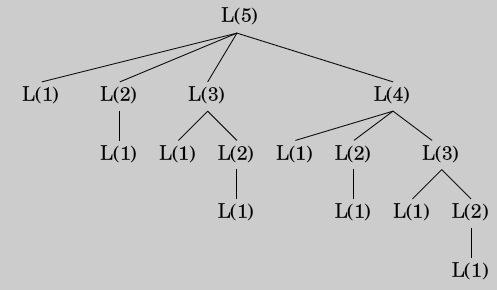 L(5)
L(1) L(2) L(3) L(4)
L(1) L(1) L(2) L(1) L(2) L(3)
L(1) L(1) L(1) L(2)
L(1)